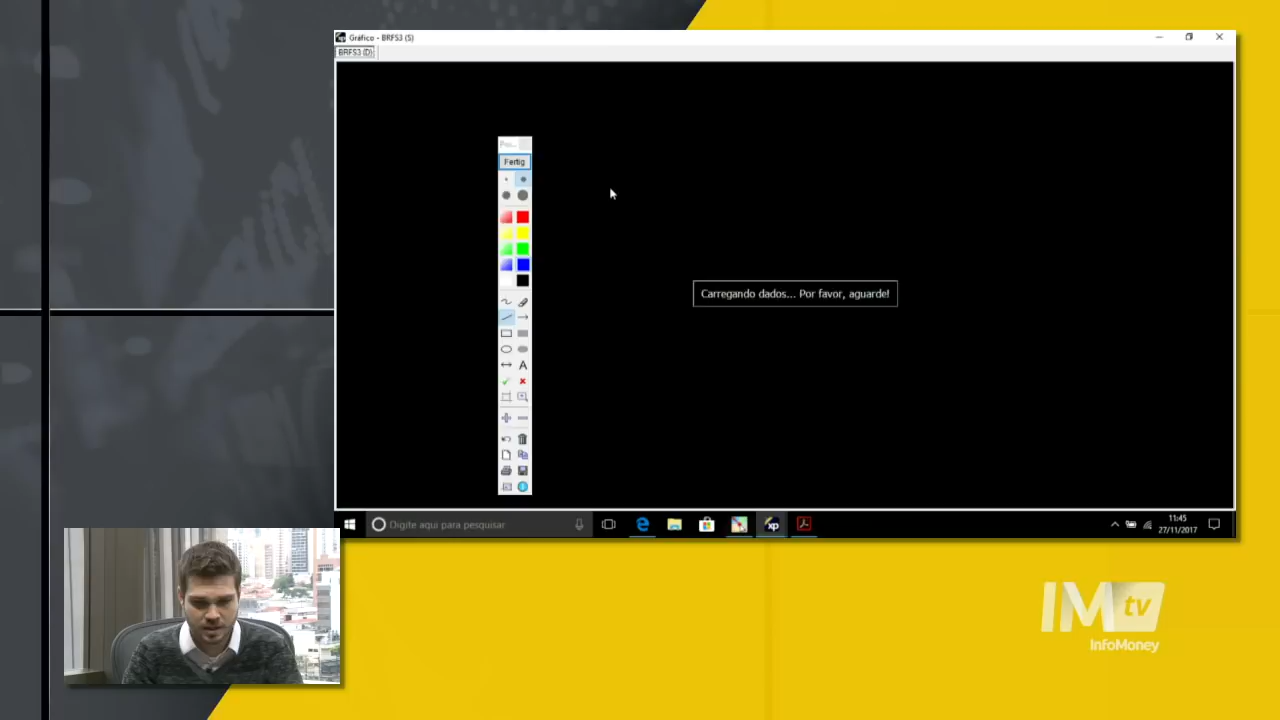 Gráfico - BRFS3 (S)
BRFS3 (D)
Fertig
A
Carregando dados... Por favor, aguarde!
Digite aqui para pesquisar
xp
11:45
27/11/2017
IM tv
InfoMoney